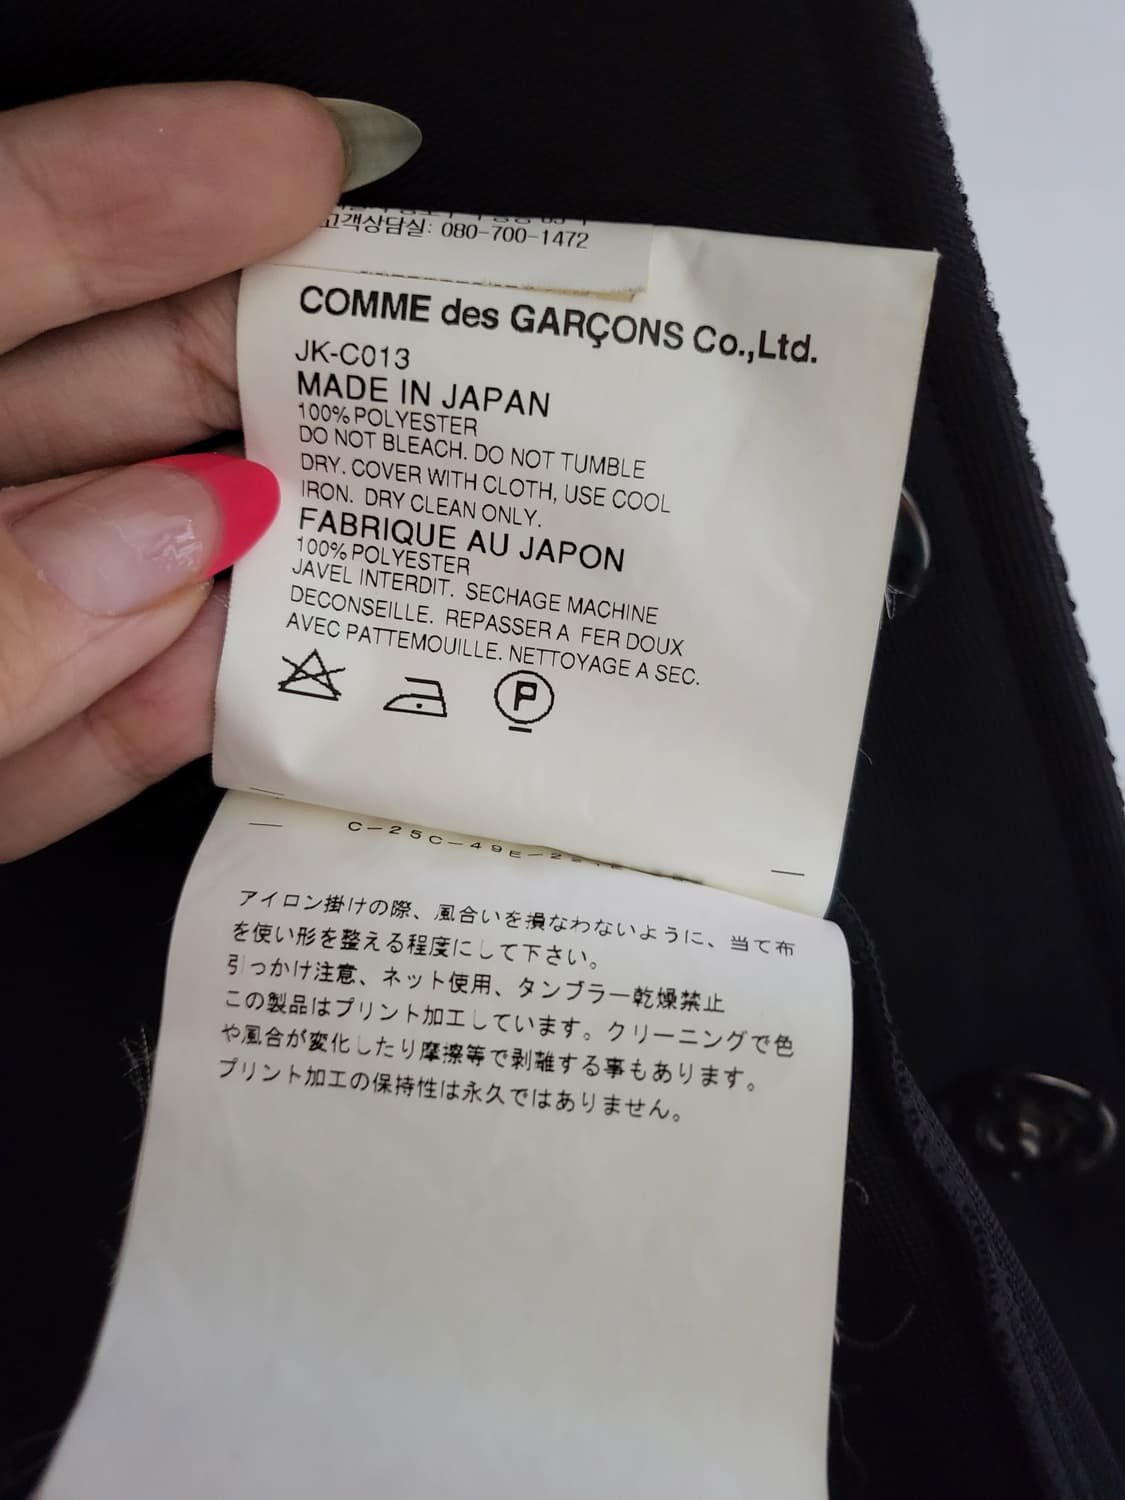 고객상담실: 080-700-1472
COMME des GARÇONS Co.,Ltd.
JK-C013
MADE IN JAPAN
100% POLYESTER
DO NOT BLEACH. DO NOT TUMBLE
DRY. COVER WITH CLOTH, USE COOL
IRON. DRY CLEAN ONLY.
FABRIQUE AU JAPON
100% POLYESTER
JAVEL INTERDIT. SECHAGE MACHINE
DECONSEILLE. REPASSER A FER DOUX
AVEC PATTEMOUILLE. NETTOYAGE A SEC.
P
C-25C-49E-
アイロン掛けの際、風合いを損なわないように、当て布
を使い形を整える程度にして下さい。
引っかけ注意、ネット使用、タンブラー乾燥禁止
この製品はプリント加工しています。クリーニングで色
や風合が変化したり摩擦等で剥離する事もあります。
プリント加工の保持性は永久ではありません。